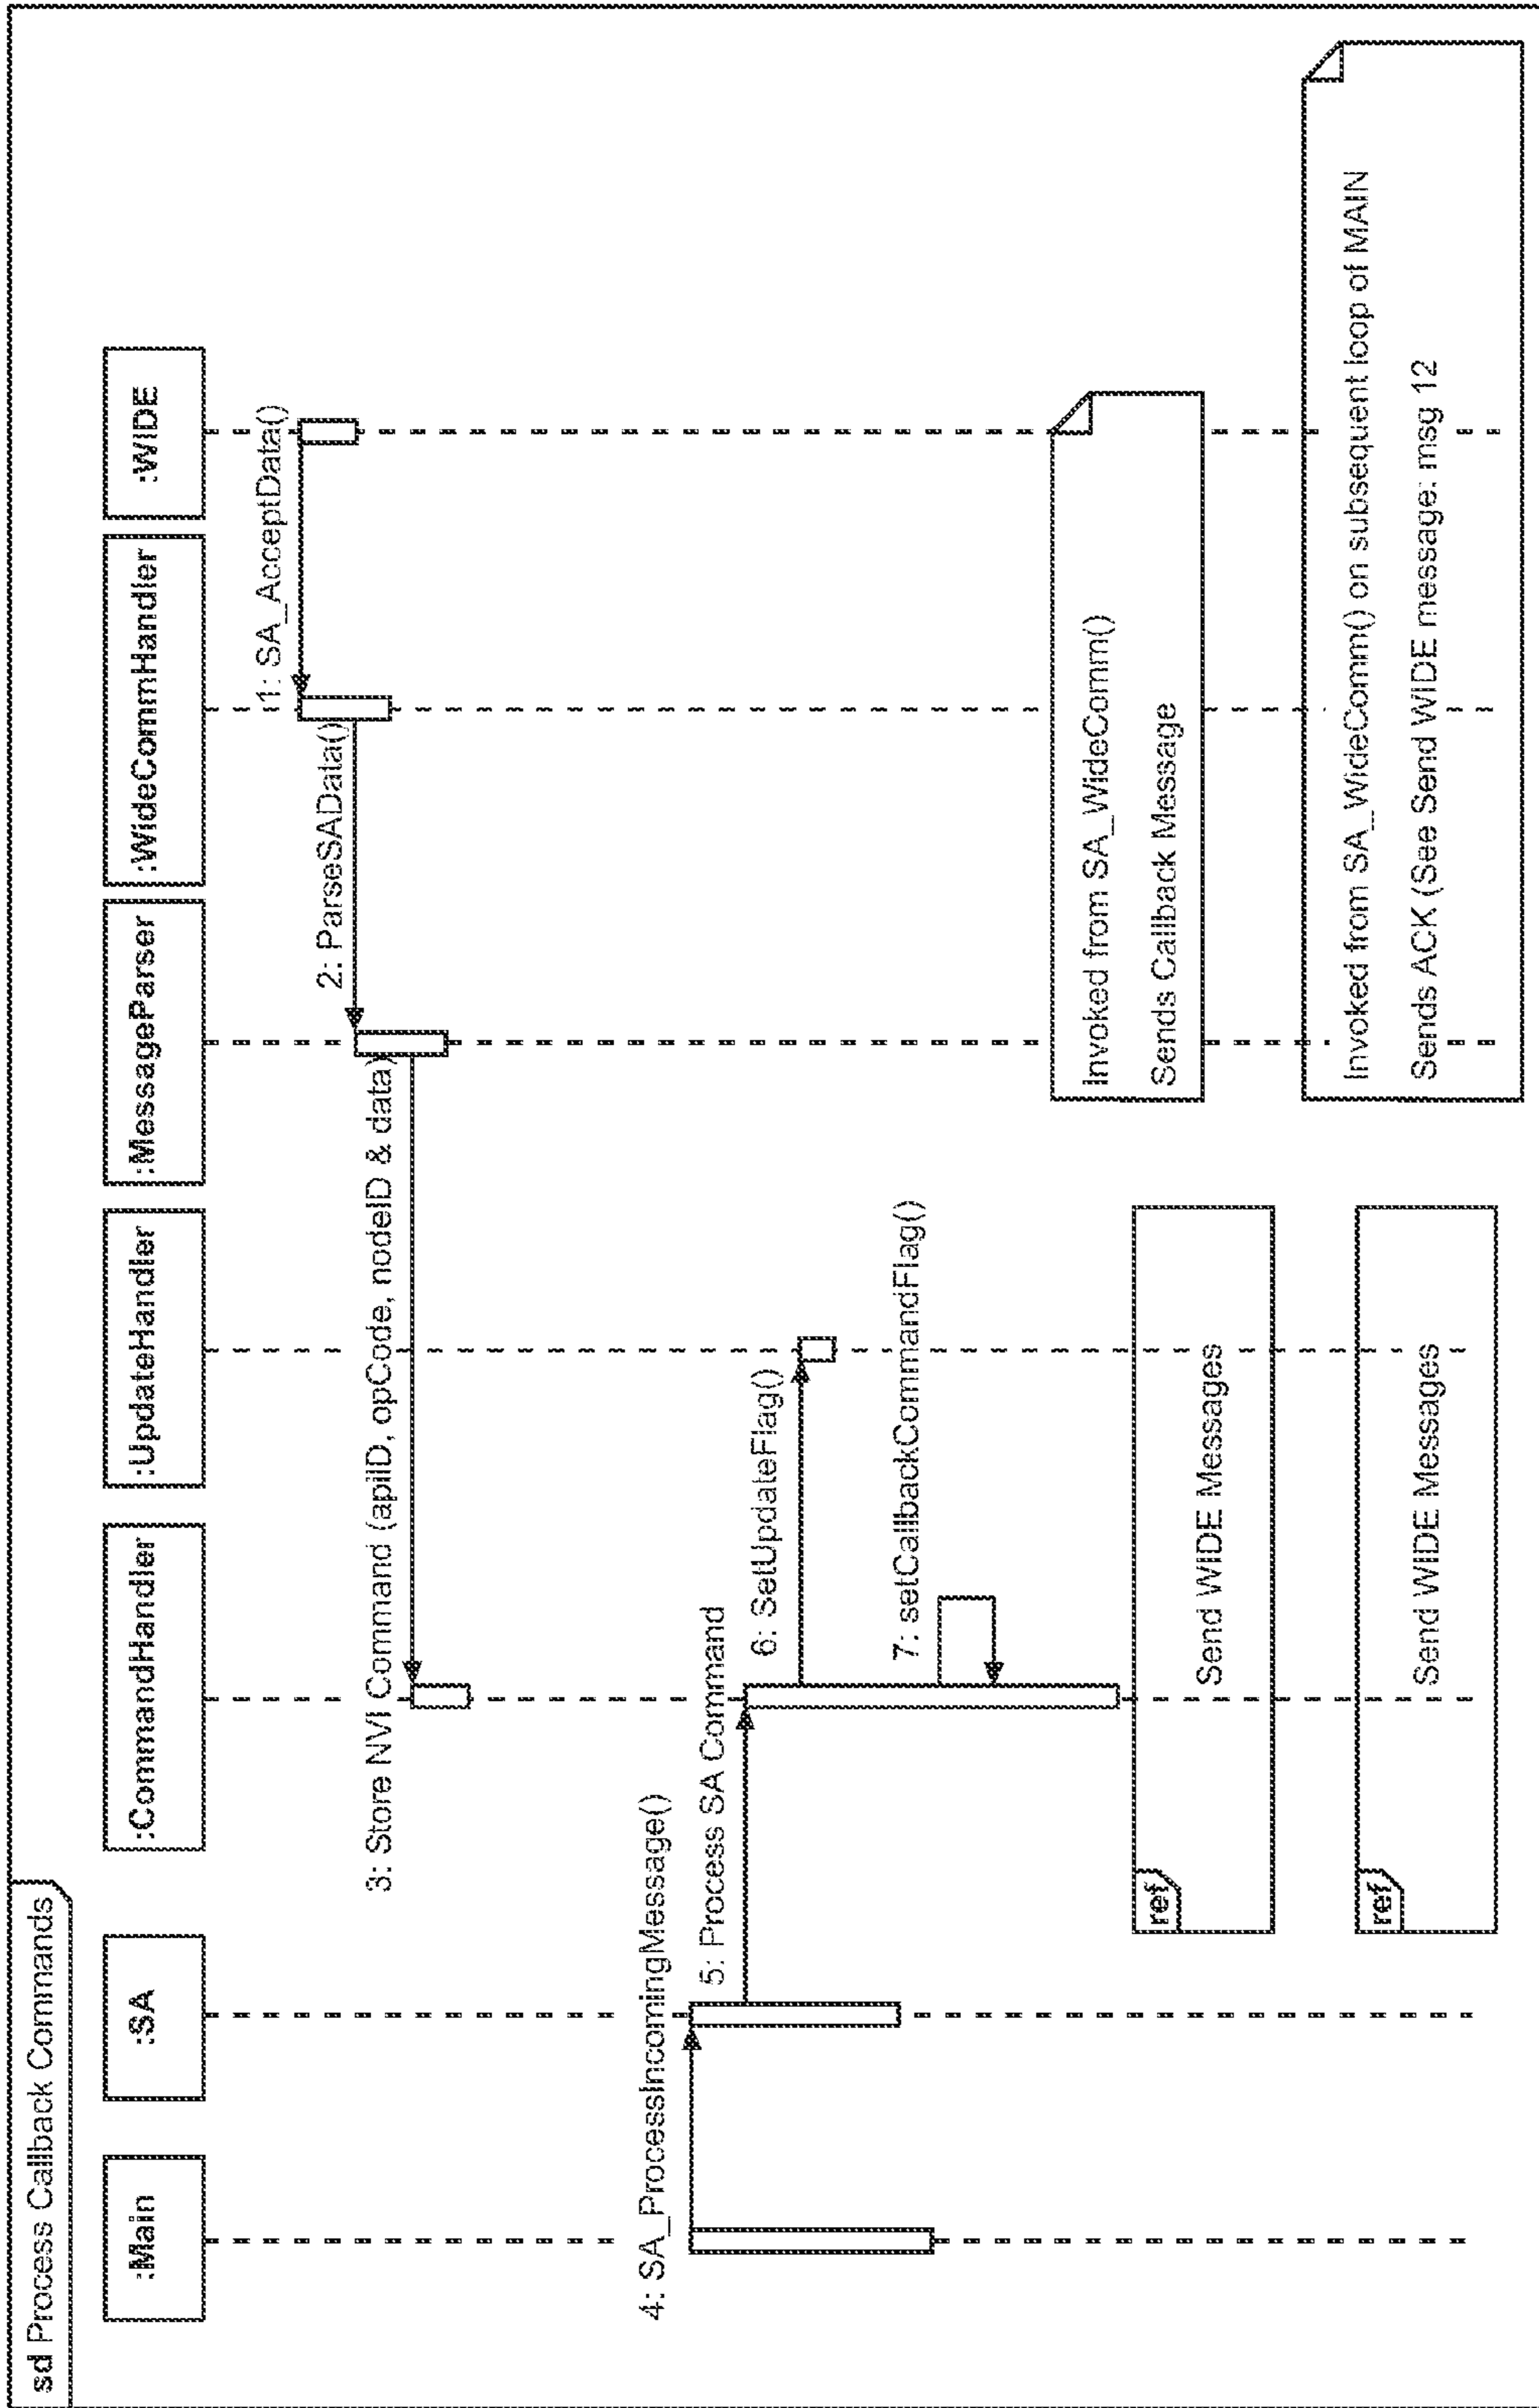 sd Process Callback Commands
:Main
:SA
:CommandHandler
:UpdateHandler
:MessageParser
:WideCommHandler
:WIDE
1: SA_AcceptData()
2: ParseSAData()
3: Store NVI Command (apiID, opCode, nodeID & data)
4: SA_ProcessIncomingMessage()
5: Process SA Command
6: SetUpdateFlag()
7: setCallbackCommandFlag()
Invoked from SA_WideComm()
Sends Callback Message
ref
Send WIDE Messages
Invoked from SA_WideComm() on subsequent loop of MAIN
Sends ACK (See Send WIDE message: msg 12
ref
Send WIDE Messages